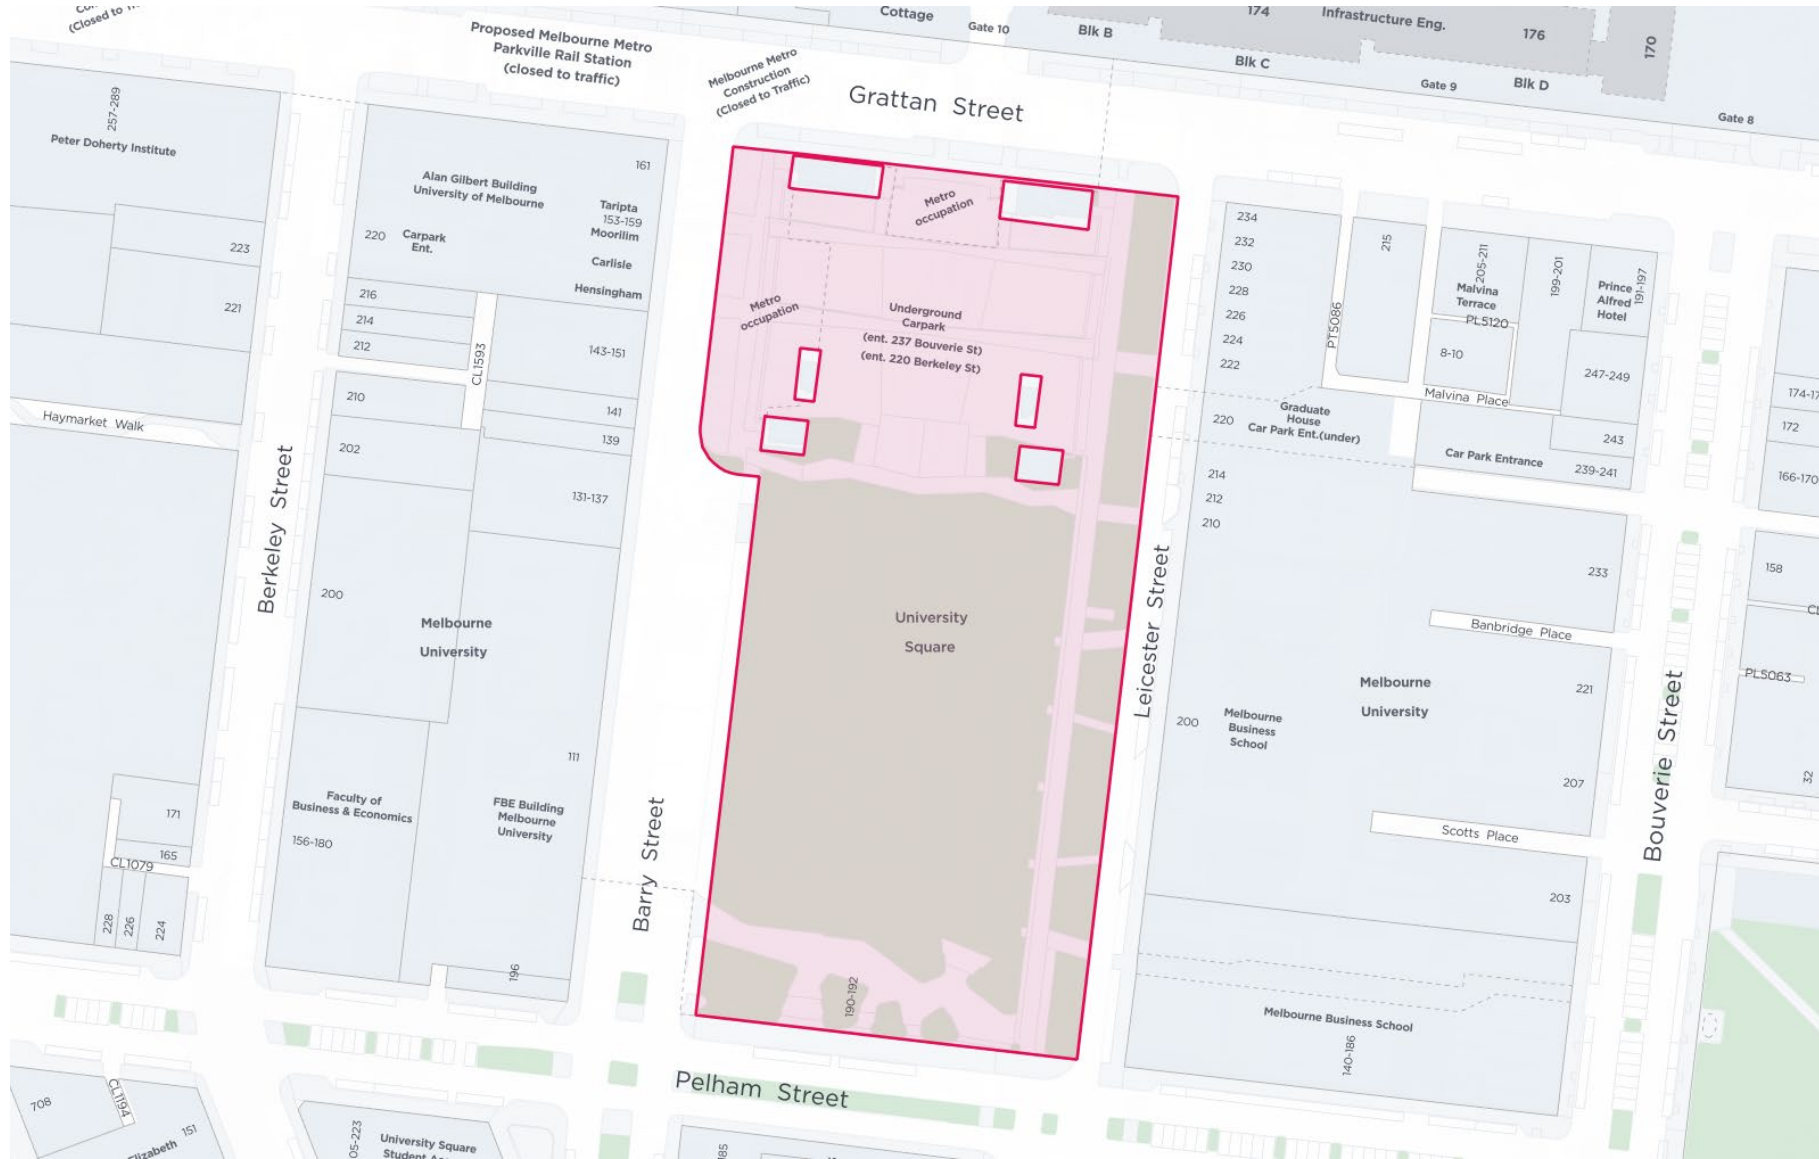 (Closed to
Proposed Melbourne Metro
Parkville Rail Station
(closed to traffic)
Melbourne Metro
Construction
(Closed to Traffic)
Cottage
Gate 10
Blk B
174
Infrastructure Eng.
176
170
Blk C
Gate 9
Blk D
Gate 8
Grattan Street
257-289
Peter Doherty Institute
223
221
Haymarket Walk
Berkeley Street
161
Alan Gilbert Building
University of Melbourne
Taripta
153-159
Moorilim
220
Carpark
Ent.
Carlisle
Hensingham
216
214
212
CL1593
143-151
210
141
139
202
131-137
200
Melbourne
University
111
Faculty of
Business & Economics
156-180
FBE Building
Melbourne
University
196
171
165
CL1079
228
226
224
Barry Street
Metro
occupation
Metro
occupation
Underground
Carpark
(ent. 237 Bouverie St)
(ent. 220 Berkeley St)
University
Square
190-192
Leicester Street
234
232
230
228
226
224
222
220
Graduate
House
Car Park Ent.(under)
214
212
210
PT5086
215
205-211
Malvina
Terrace
PL5120
8-10
199-201
Prince
Alfred
Hotel
191-197
247-249
Malvina Place
243
Car Park Entrance
239-241
233
Banbridge Place
Melbourne
University
221
200
Melbourne
Business
School
207
Scotts Place
203
Melbourne Business School
140-186
Bouverie Street
172
166-170
158
PL5063
32
Pelham Street
708
CL1194
151
University Square
Student